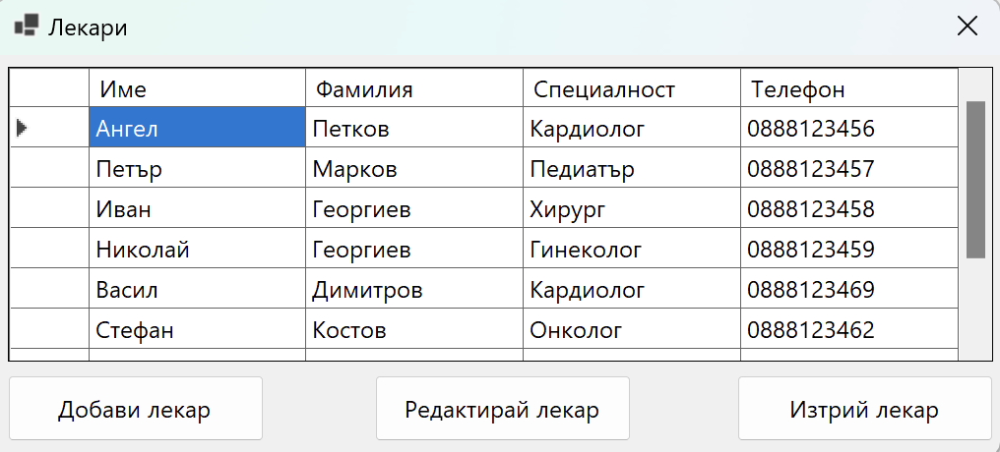 Лекари
Име Фамилия Специалност Телефон
Ангел Петков Кардиолог 0888123456
Петър Марков Педиатър 0888123457
Иван Георгиев Хирург 0888123458
Николай Георгиев Гинеколог 0888123459
Васил Димитров Кардиолог 0888123469
Стефан Костов Онколог 0888123462
Добави лекар Редактирай лекар Изтрий лекар